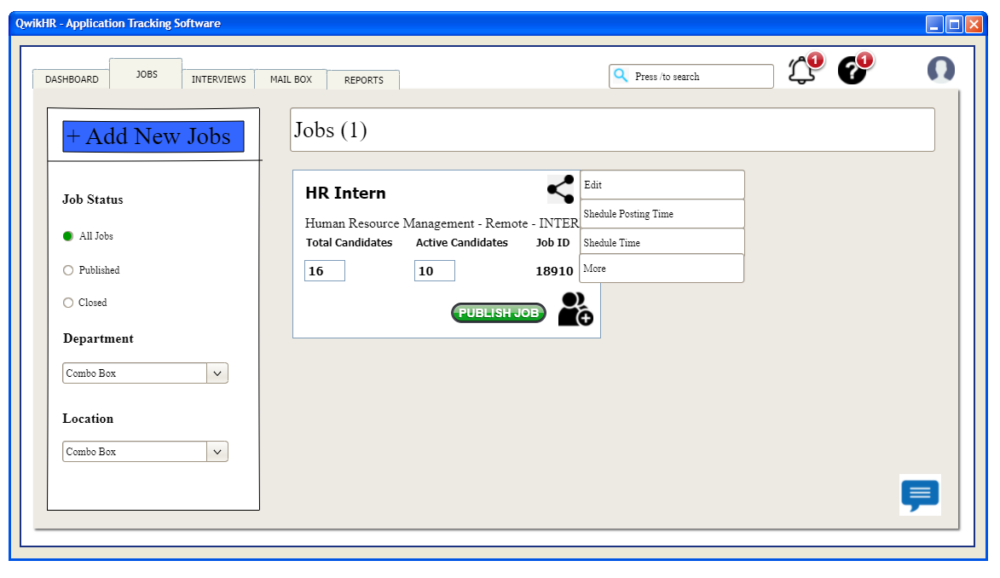 QwikHR - Application Tracking Software
DASHBOARD
JOBS
INTERVIEWS
MAIL BOX
REPORTS
Press /to search
1
1
+ Add New Jobs
Jobs (1)
Job Status
All Jobs
Published
Closed
Department
Combo Box
Location
Combo Box
HR Intern
Human Resource Management - Remote - INTER
Total Candidates Active Candidates Job ID
16 10 18910
PUBLISH JOB
Edit
Shedule Posting Time
Shedule Time
More